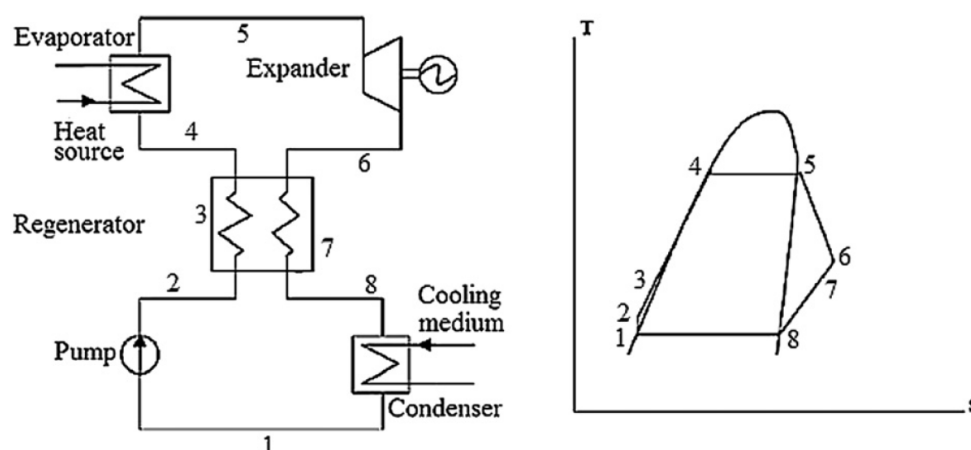 Evaporator
5
Expander
Heat
source
4
6
Regenerator
3
7
2
8
Cooling
medium
Pump
Condenser
1
T
4
5
6
3
7
2
1
8
s